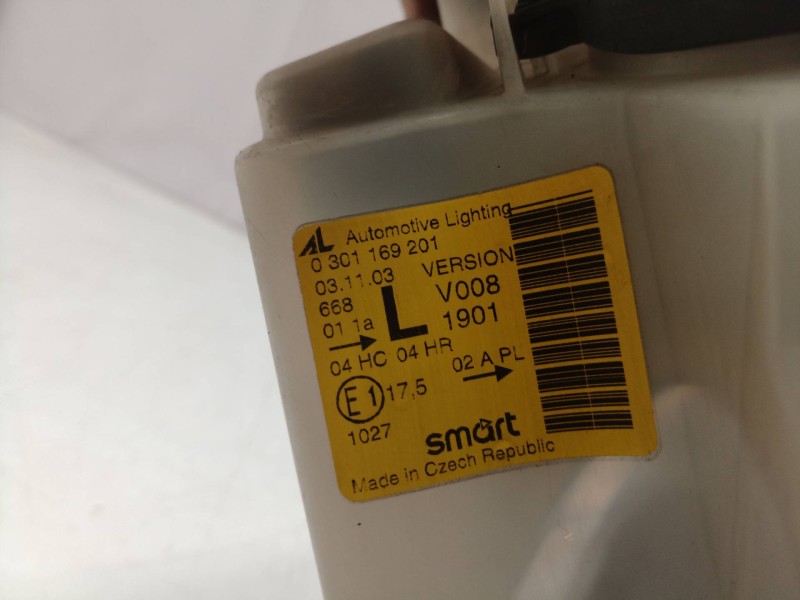 AL Automotive Lighting
0 301 169 201
03.11.03 VERSION
668 L V008
01 1a 1901
04 HC 04 HR 02 A PL
E1 17,5
1027 smart
Made in Czech Republic